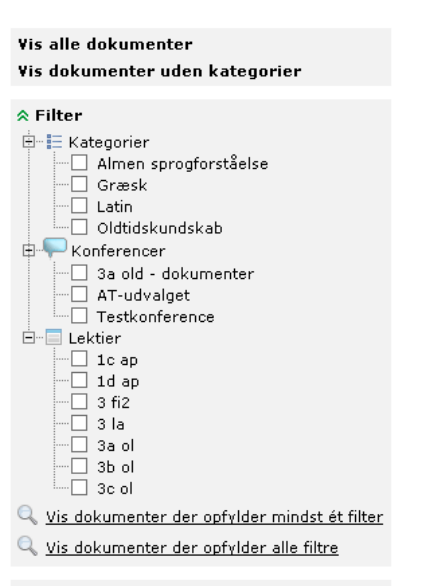 Vis alle dokumenter
Vis dokumenter uden kategorier
Filter
Kategorier
Almen sprogforståelse
Græsk
Latin
Oldtidskundskab
Konferencer
3a old - dokumenter
AT-udvalget
Testkonference
Lektier
1c ap
1d ap
3 fi2
3 la
3a ol
3b ol
3c ol
Vis dokumenter der opfylder mindst ét filter
Vis dokumenter der opfylder alle filtre